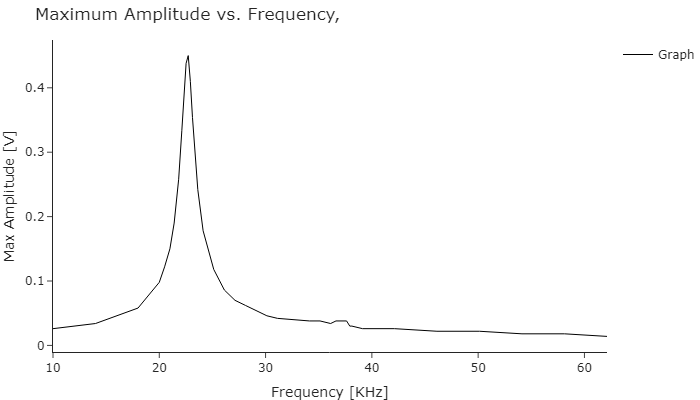 Maximum Amplitude vs. Frequency,
Graph
0.4
0.3
0.2
0.1
0
Max Amplitude [V]
10 20 30 40 50 60
Frequency [KHz]